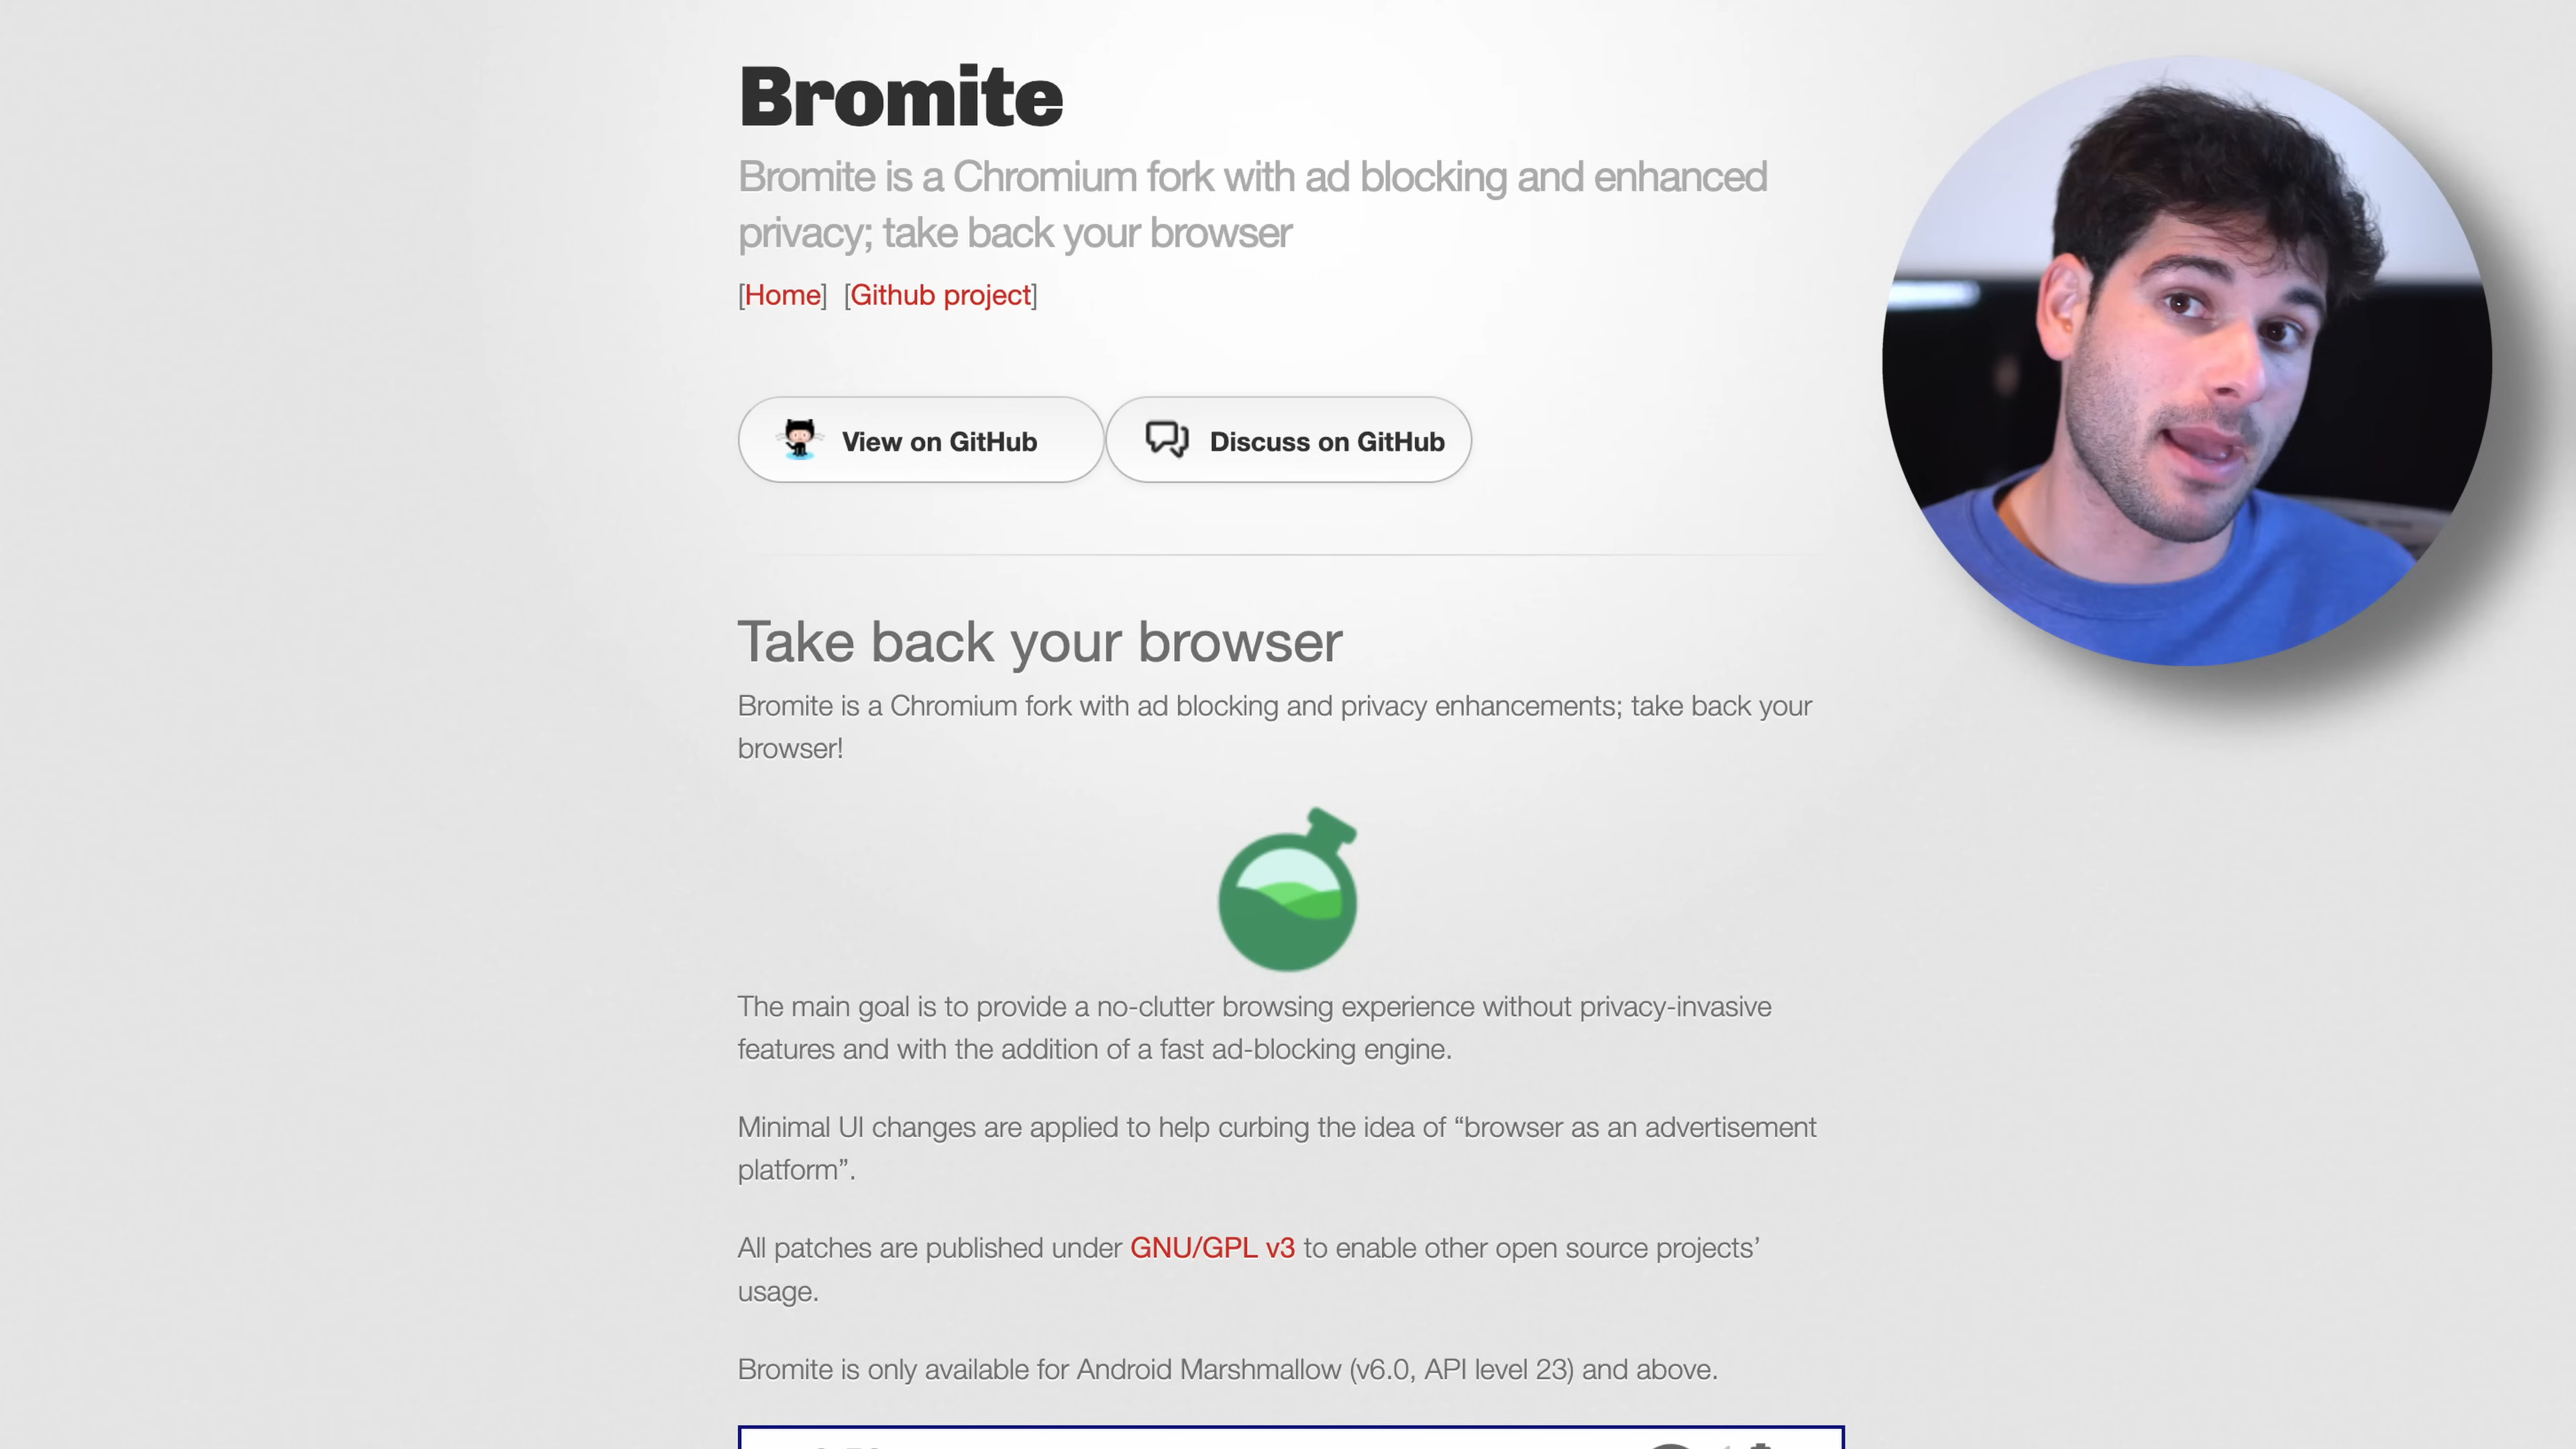 Bromite
Bromite is a Chromium fork with ad blocking and enhanced
privacy; take back your browser
[Home] [Github project]
View on GitHub
Discuss on GitHub
Take back your browser
Bromite is a Chromium fork with ad blocking and privacy enhancements; take back your
browser!
The main goal is to provide a no-clutter browsing experience without privacy-invasive
features and with the addition of a fast ad-blocking engine.
Minimal UI changes are applied to help curbing the idea of “browser as an advertisement
platform”.
All patches are published under GNU/GPL v3 to enable other open source projects’
usage.
Bromite is only available for Android Marshmallow (v6.0, API level 23) and above.